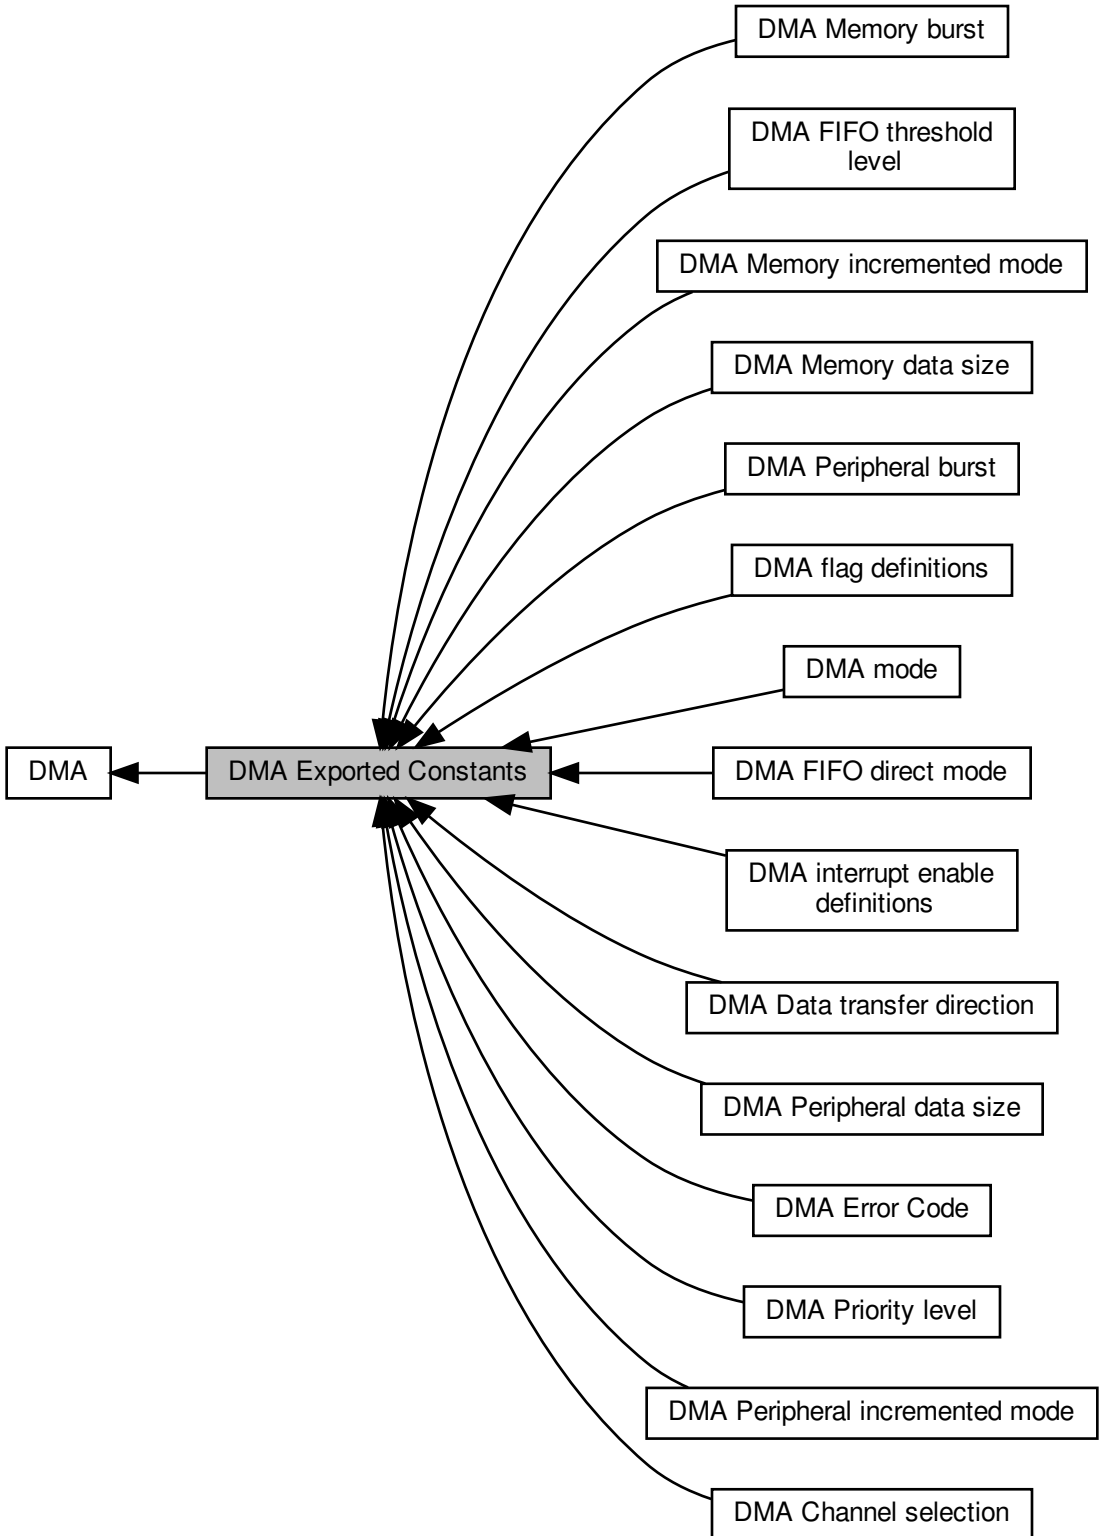 DMA Memory burst
DMA FIFO threshold
level
DMA Memory incremented mode
DMA Memory data size
DMA Peripheral burst
DMA flag definitions
DMA mode
DMA
DMA Exported Constants
DMA FIFO direct mode
DMA interrupt enable
definitions
DMA Data transfer direction
DMA Peripheral data size
DMA Error Code
DMA Priority level
DMA Peripheral incremented mode
DMA Channel selection